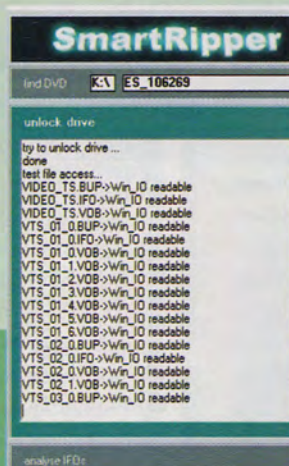 SmartRipper
find DVD K:\ ES_106269
unlock drive
try to unlock drive ...
done
test file access...
VIDEO_TS.BUP->Win_IO readable
VIDEO_TS.IFO->Win_IO readable
VIDEO_TS.VOB->Win_IO readable
VTS_01_0.BUP->Win_IO readable
VTS_01_0.IFO->Win_IO readable
VTS_01_0.VOB->Win_IO readable
VTS_01_1.VOB->Win_IO readable
VTS_01_2.VOB->Win_IO readable
VTS_01_3.VOB->Win_IO readable
VTS_01_4.VOB->Win_IO readable
VTS_01_5.VOB->Win_IO readable
VTS_01_6.VOB->Win_IO readable
VTS_02_0.BUP->Win_IO readable
VTS_02_0.IFO->Win_IO readable
VTS_02_0.VOB->Win_IO readable
VTS_02_1.VOB->Win_IO readable
VTS_03_0.BUP->Win_IO readable
analyse IFOs